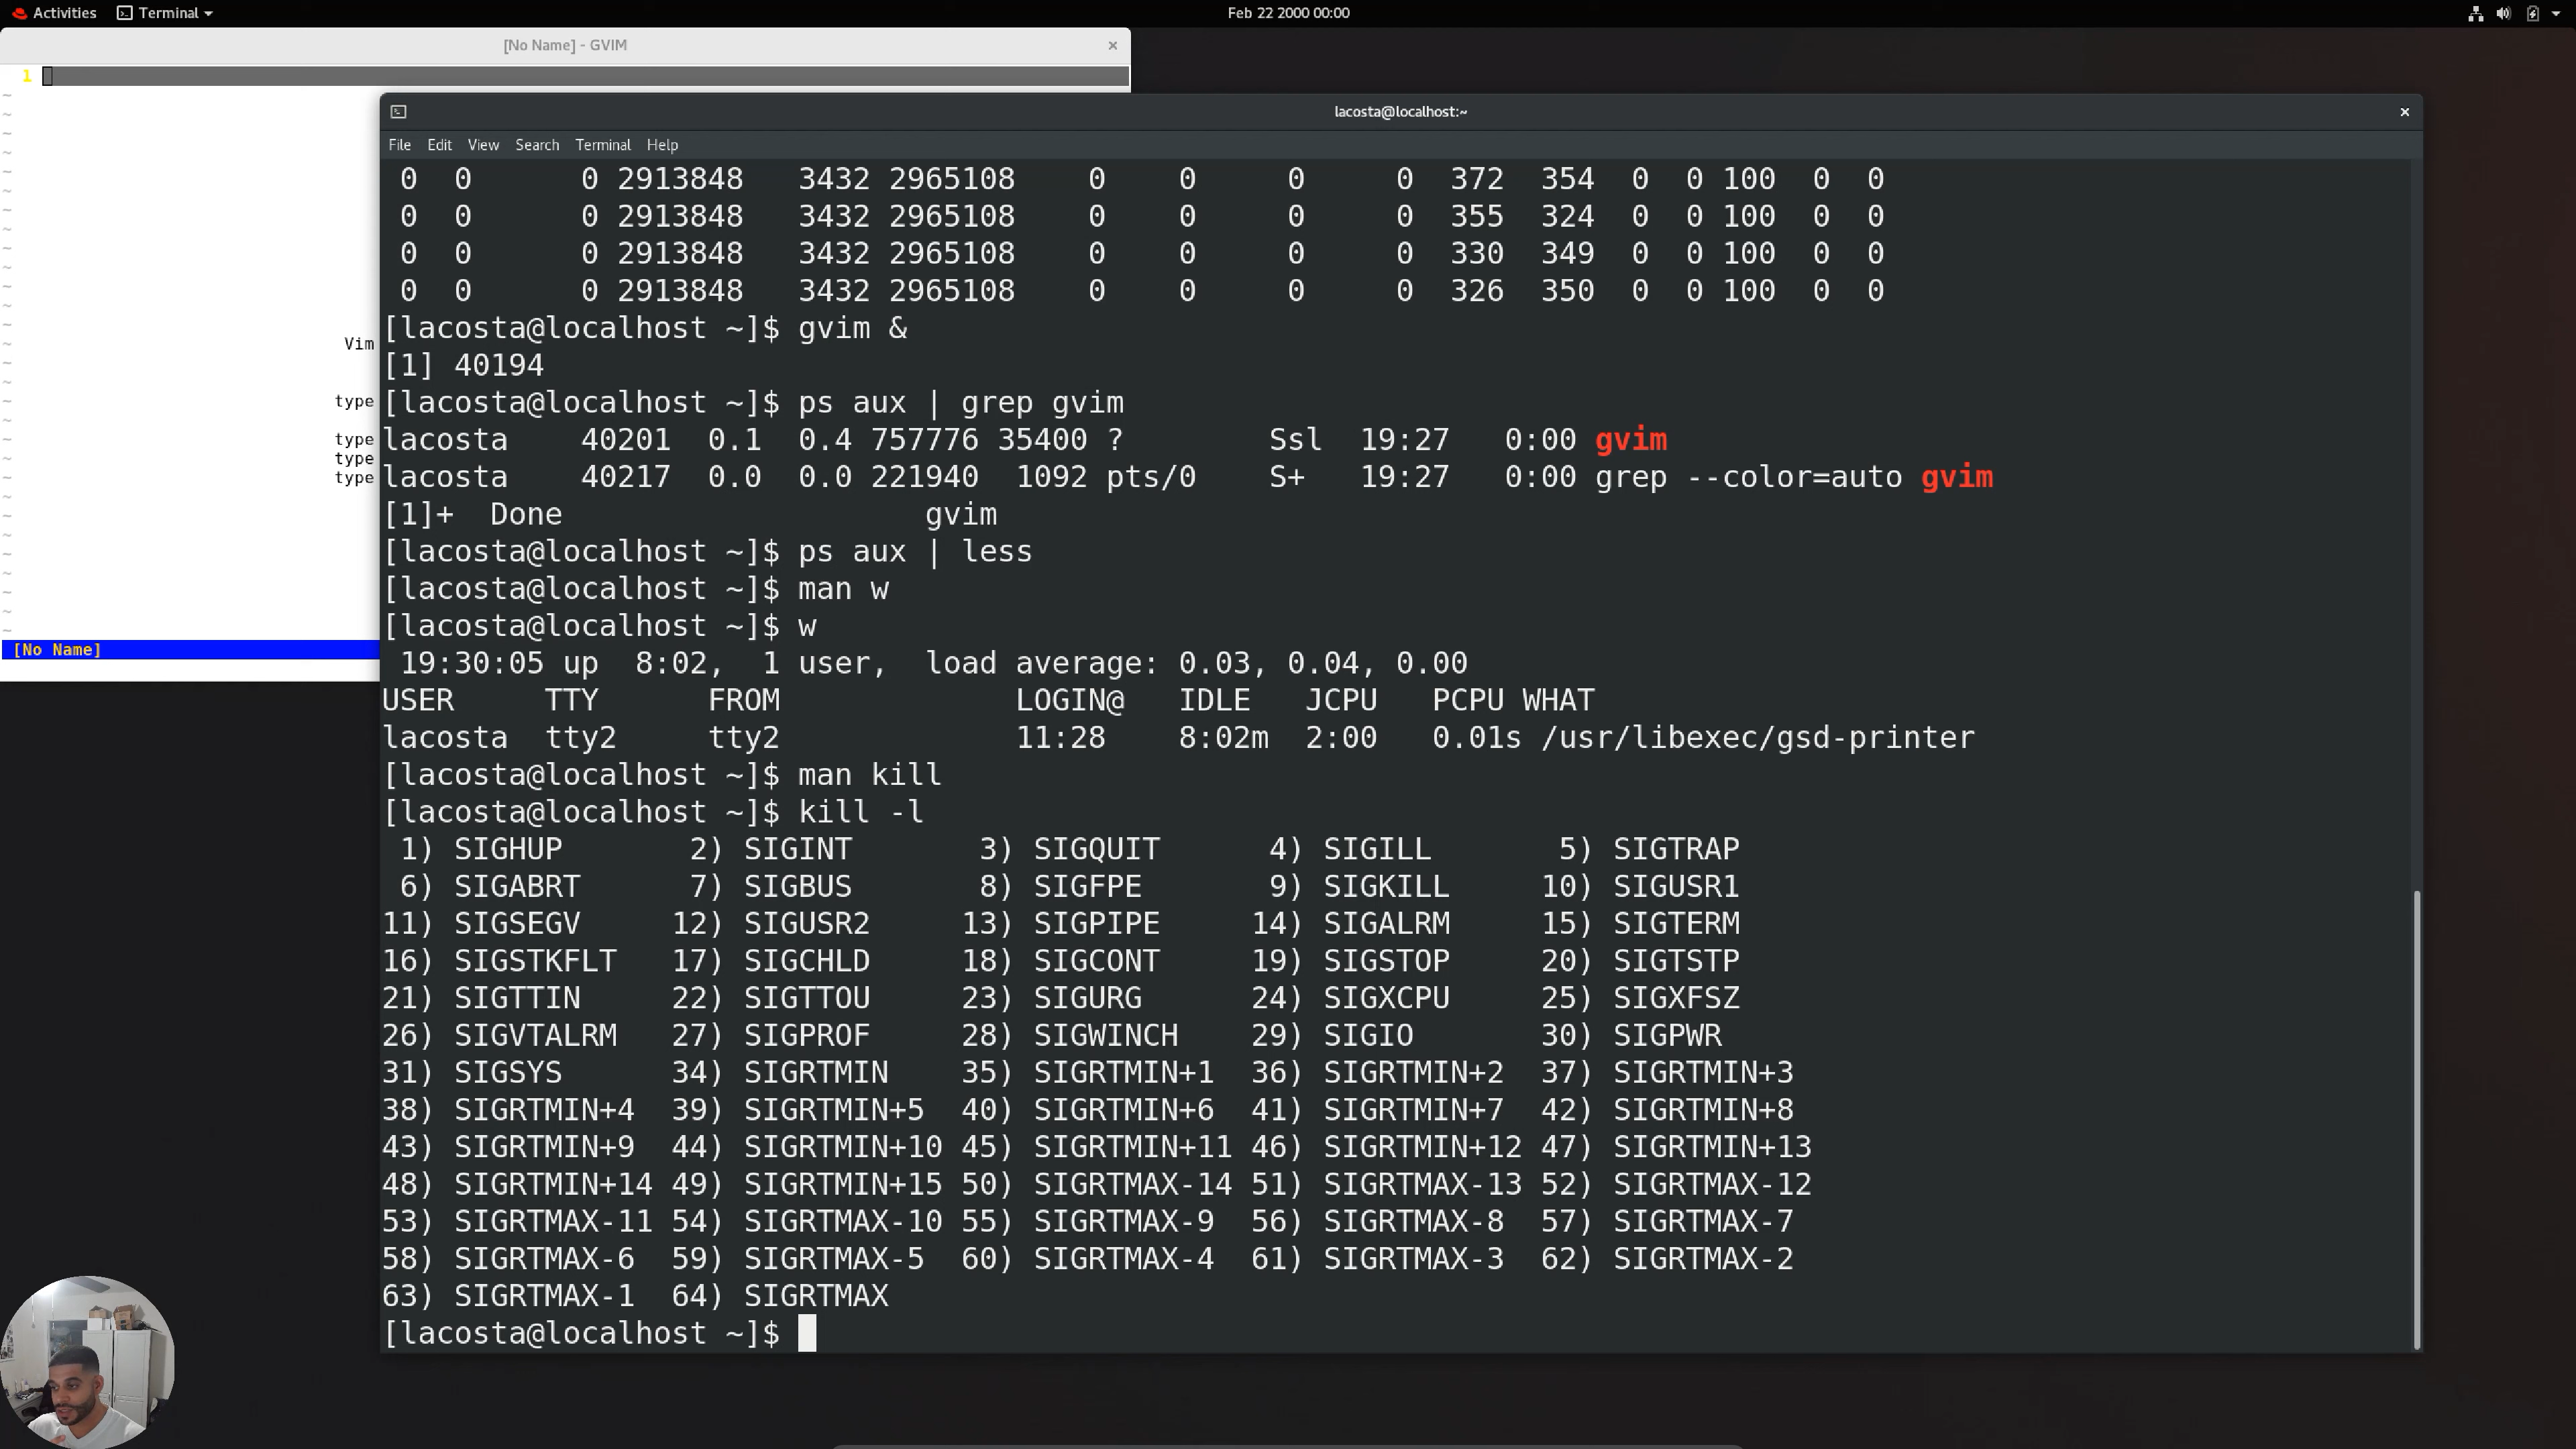 Activities Terminal Feb 22 2000 00:00
[No Name] - GVIM
1
~
~
~
~
~
~
~
~
~
~
~
~
~ Vim
~
~
~ type
~
~ type
~ type
~ type
~
~
~
~
~
~
~
~
[No Name]
lacosta@localhost:~
File Edit View Search Terminal Help
0 0 0 2913848 3432 2965108 0 0 0 0 372 354 0 0 100 0 0
0 0 0 2913848 3432 2965108 0 0 0 0 355 324 0 0 100 0 0
0 0 0 2913848 3432 2965108 0 0 0 0 330 349 0 0 100 0 0
0 0 0 2913848 3432 2965108 0 0 0 0 326 350 0 0 100 0 0
[lacosta@localhost ~]$ gvim &
[1] 40194
[lacosta@localhost ~]$ ps aux | grep gvim
lacosta 40201 0.1 0.4 757776 35400 ? Ssl 19:27 0:00 gvim
lacosta 40217 0.0 0.0 221940 1092 pts/0 S+ 19:27 0:00 grep --color=auto gvim
[1]+ Done gvim
[lacosta@localhost ~]$ ps aux | less
[lacosta@localhost ~]$ man w
[lacosta@localhost ~]$ w
19:30:05 up 8:02, 1 user, load average: 0.03, 0.04, 0.00
USER TTY FROM LOGIN@ IDLE JCPU PCPU WHAT
lacosta tty2 tty2 11:28 8:02m 2:00 0.01s /usr/libexec/gsd-printer
[lacosta@localhost ~]$ man kill
[lacosta@localhost ~]$ kill -l
1) SIGHUP 2) SIGINT 3) SIGQUIT 4) SIGILL 5) SIGTRAP
6) SIGABRT 7) SIGBUS 8) SIGFPE 9) SIGKILL 10) SIGUSR1
11) SIGSEGV 12) SIGUSR2 13) SIGPIPE 14) SIGALRM 15) SIGTERM
16) SIGSTKFLT 17) SIGCHLD 18) SIGCONT 19) SIGSTOP 20) SIGTSTP
21) SIGTTIN 22) SIGTTOU 23) SIGURG 24) SIGXCPU 25) SIGXFSZ
26) SIGVTALRM 27) SIGPROF 28) SIGWINCH 29) SIGIO 30) SIGPWR
31) SIGSYS 34) SIGRTMIN 35) SIGRTMIN+1 36) SIGRTMIN+2 37) SIGRTMIN+3
38) SIGRTMIN+4 39) SIGRTMIN+5 40) SIGRTMIN+6 41) SIGRTMIN+7 42) SIGRTMIN+8
43) SIGRTMIN+9 44) SIGRTMIN+10 45) SIGRTMIN+11 46) SIGRTMIN+12 47) SIGRTMIN+13
48) SIGRTMIN+14 49) SIGRTMIN+15 50) SIGRTMAX-14 51) SIGRTMAX-13 52) SIGRTMAX-12
53) SIGRTMAX-11 54) SIGRTMAX-10 55) SIGRTMAX-9 56) SIGRTMAX-8 57) SIGRTMAX-7
58) SIGRTMAX-6 59) SIGRTMAX-5 60) SIGRTMAX-4 61) SIGRTMAX-3 62) SIGRTMAX-2
63) SIGRTMAX-1 64) SIGRTMAX
[lacosta@localhost ~]$